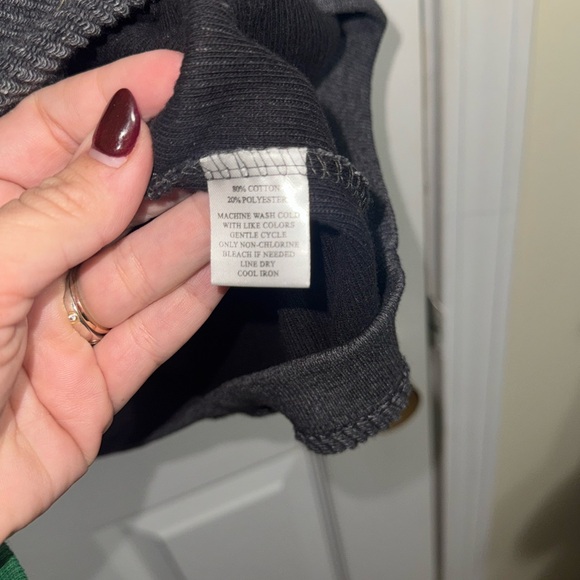 80% COTTON
20% POLYESTER
MACHINE WASH COLD
WITH LIKE COLORS
GENTLE CYCLE
ONLY NON-CHLORINE
BLEACH IF NEEDED
LINE DRY
COOL IRON